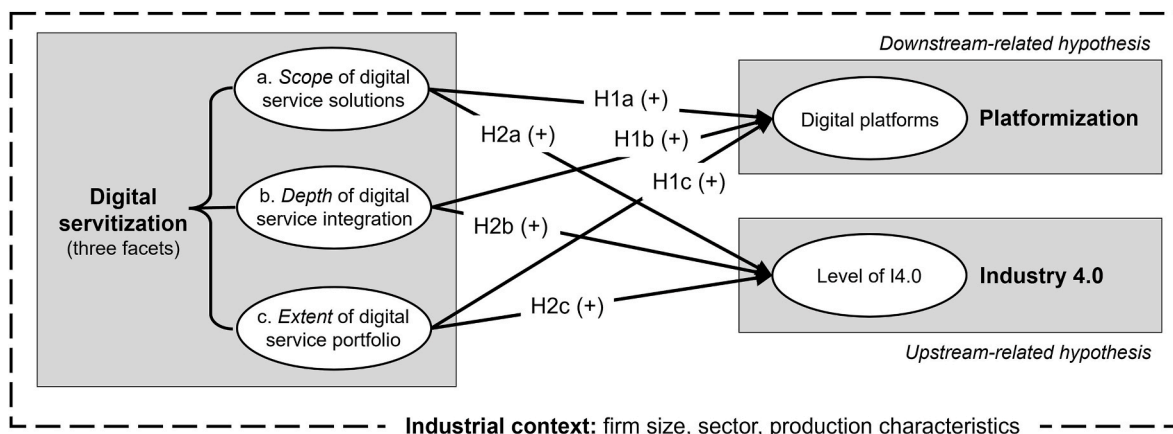 Downstream-related hypothesis
a. Scope of digital
service solutions
H1a (+)
Digital platforms
Platformization
H2a (+)
H1b (+)
H1c (+)
Digital
servitization
(three facets)
b. Depth of digital
service integration
H2b (+)
Level of I4.0
Industry 4.0
H2c (+)
c. Extent of digital
service portfolio
Upstream-related hypothesis
Industrial context: firm size, sector, production characteristics